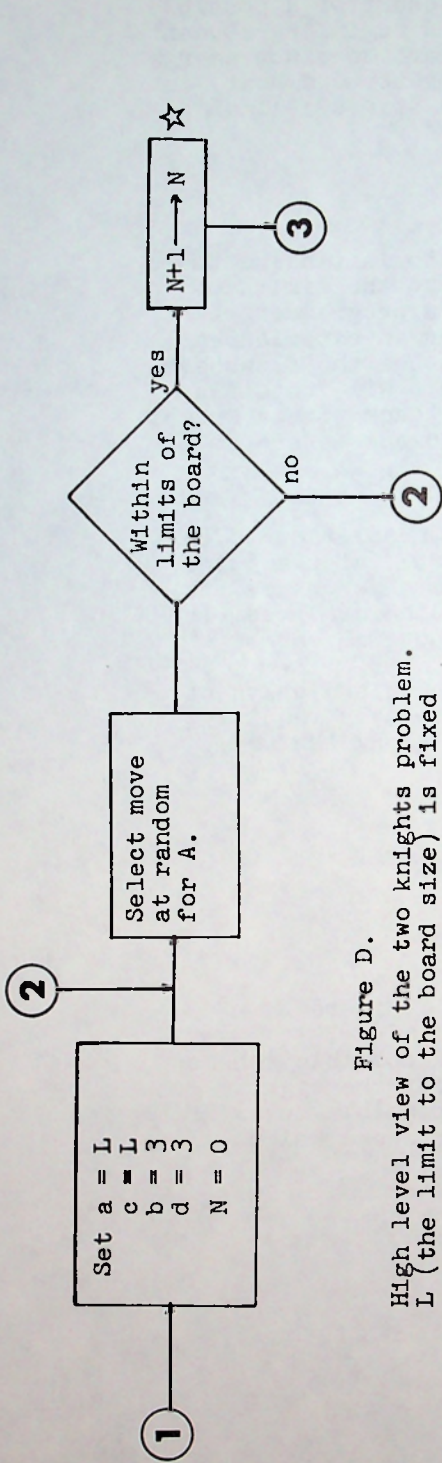 1
Set a = L
c = L
b = 3
d = 3
N = 0
2
Select move
at random
for A.
Within
limits of
the board?
yes
no
2
N+1 → N ☆
3
Figure D.
High level view of the two knights problem.
L (the limit to the board size) is fixed